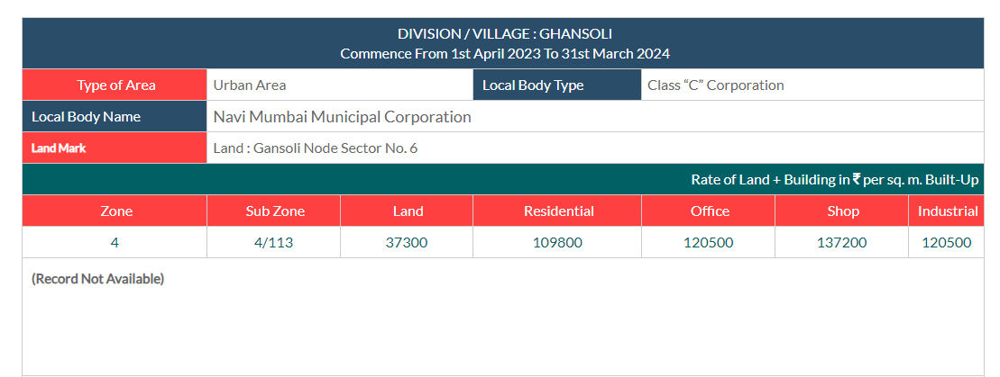 DIVISION / VILLAGE : GHANSOLI
Commence From 1st April 2023 To 31st March 2024
Type of Area Urban Area Local Body Type Class “C” Corporation
Local Body Name Navi Mumbai Municipal Corporation
Land Mark Land : Gansoli Node Sector No. 6
Rate of Land + Building in ₹ per sq. m. Built-Up
Zone Sub Zone Land Residential Office Shop Industrial
4 4/113 37300 109800 120500 137200 120500
(Record Not Available)